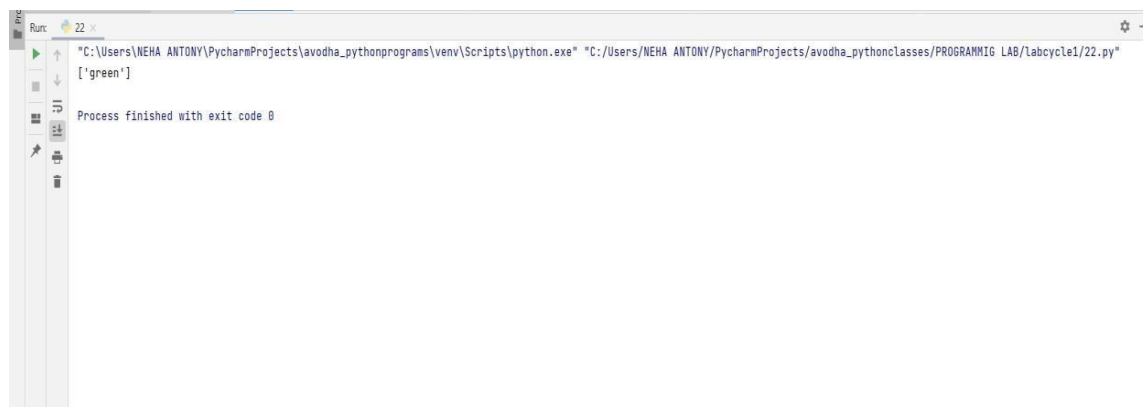 Pro
Run: 22
"C:\Users\NEHA ANTONY\PycharmProjects\avodha_pythonprograms\venv\Scripts\python.exe" "C:/Users/NEHA ANTONY/PycharmProjects/avodha_pythonclasses/PROGRAMMIG LAB/labcycle1/22.py"
['green']
Process finished with exit code 0